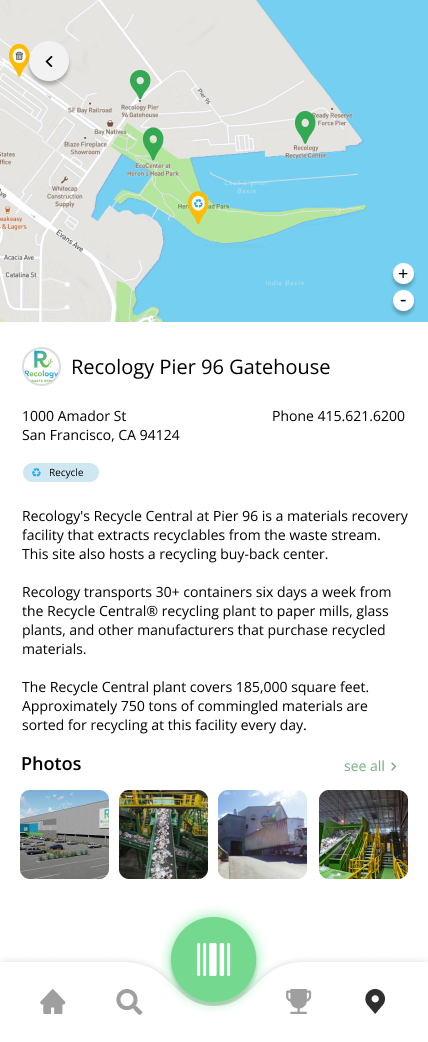 SF Bay Railroad
Recology Pier
96 Gatehouse
Pier 96
Ready Reserve
Force Pier
Bay Natives
Blaze Fireplace
Showroom
Recology
Recycle Center
States
ffice
EcoCenter at
Heron's Head Park
Whitecap
Construction
Supply
& Lagers
Evans Ave
Acacia Ave
Catalina St
Basin
India Basin
+
-
R
Recology
Recology Pier 96 Gatehouse
1000 Amador St
Phone 415.621.6200
San Francisco, CA 94124
Recycle
Recology's Recycle Central at Pier 96 is a materials recovery
facility that extracts recyclables from the waste stream.
This site also hosts a recycling buy-back center.
Recology transports 30+ containers six days a week from
the Recycle Central® recycling plant to paper mills, glass
plants, and other manufacturers that purchase recycled
materials.
The Recycle Central plant covers 185,000 square feet.
Approximately 750 tons of commingled materials are
sorted for recycling at this facility every day.
Photos
see all >